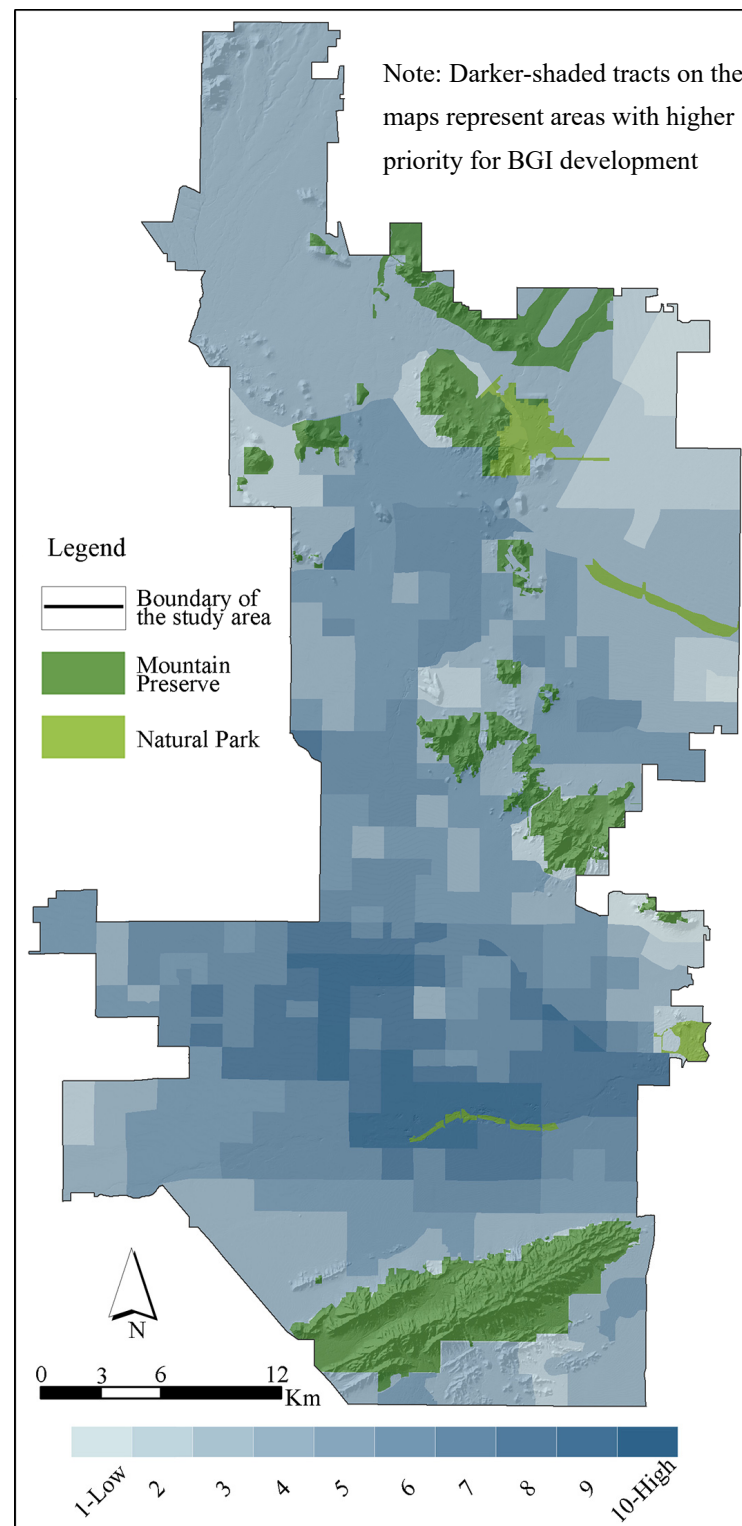 Note: Darker-shaded tracts on the
maps represent areas with higher
priority for BGI development
Legend
Boundary of
the study area
Mountain
Preserve
Natural Park
N
0 3 6 12
Km
1-Low 2 3 4 5 6 7 8 9 10-High